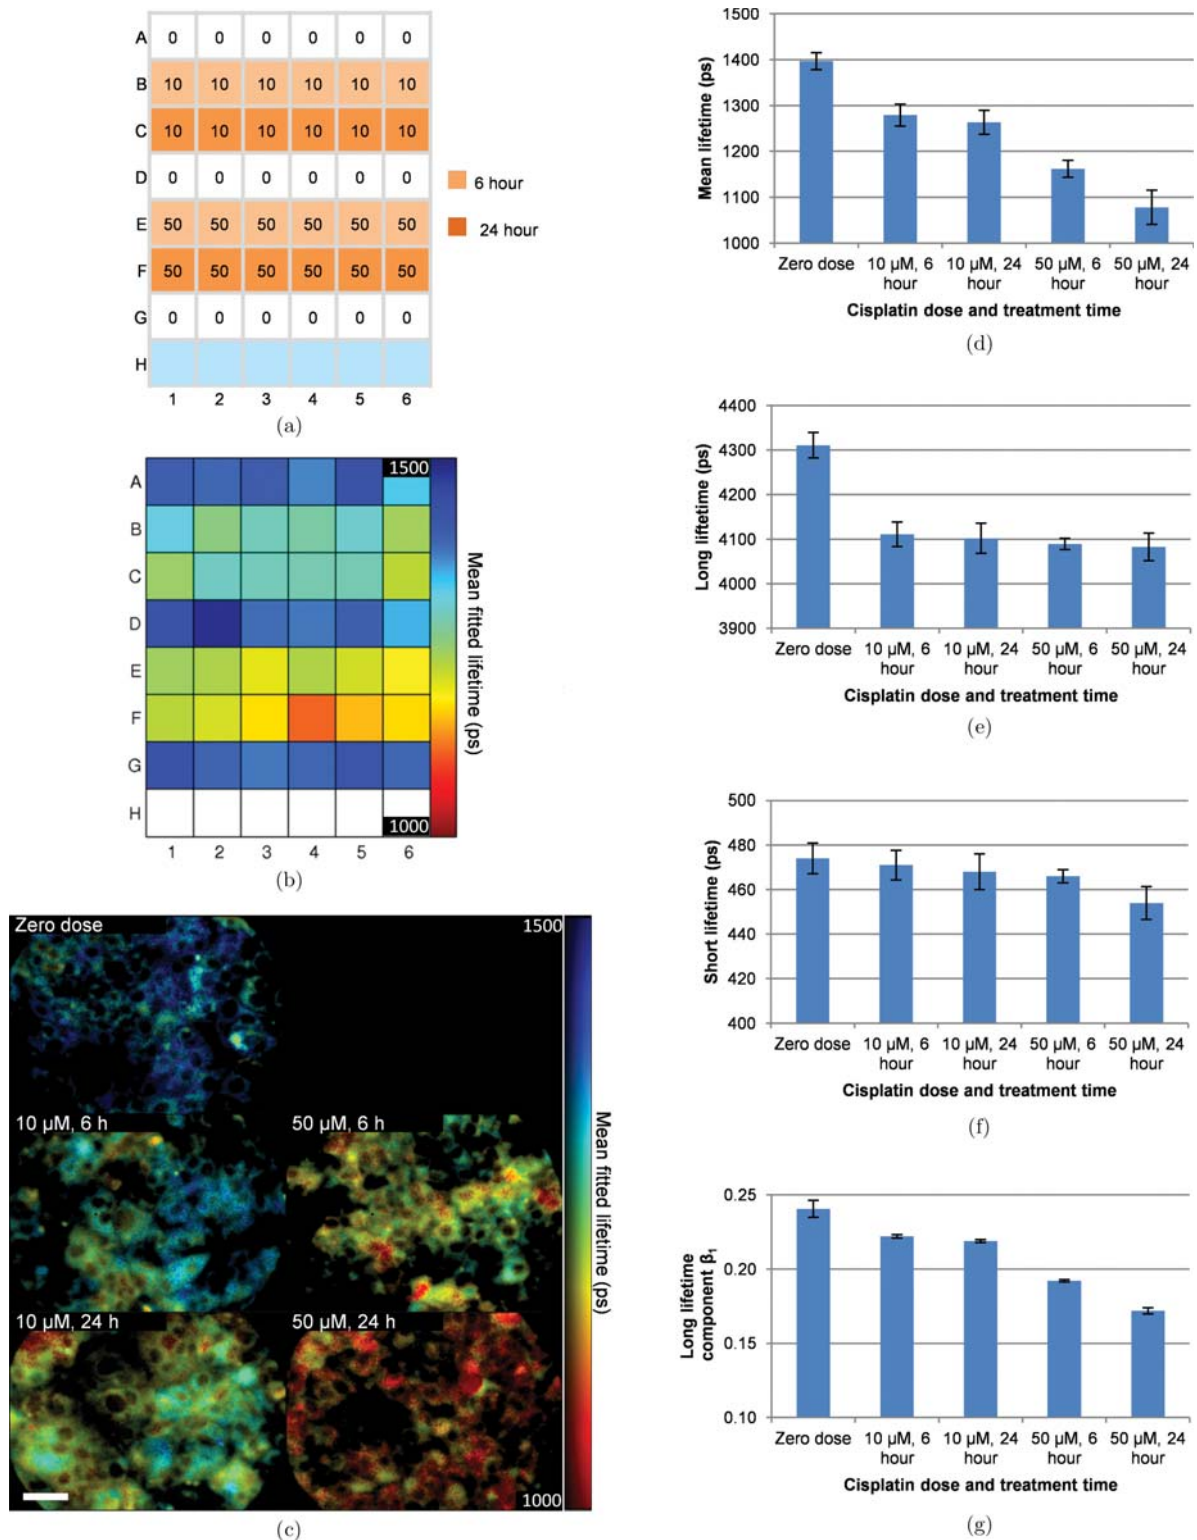 A 0 0 0 0 0 0
B 10 10 10 10 10 10
C 10 10 10 10 10 10
D 0 0 0 0 0 0
E 50 50 50 50 50 50
F 50 50 50 50 50 50
G 0 0 0 0 0 0
H
1 2 3 4 5 6
6 hour
24 hour
(a)
A
B
C
D
E
F
G
H
1 2 3 4 5 6
1500
1000
Mean fitted lifetime (ps)
(b)
Zero dose
10 µM, 6 h
50 µM, 6 h
10 µM, 24 h
50 µM, 24 h
1500
1000
Mean fitted lifetime (ps)
(c)
Mean lifetime (ps)
1500
1400
1300
1200
1100
1000
Zero dose
10 µM, 6 hour
10 µM, 24 hour
50 µM, 6 hour
50 µM, 24 hour
Cisplatin dose and treatment time
(d)
Long liftetime (ps)
4400
4300
4200
4100
4000
3900
Zero dose
10 µM, 6 hour
10 µM, 24 hour
50 µM, 6 hour
50 µM, 24 hour
Cisplatin dose and treatment time
(e)
Short lifetime (ps)
500
480
460
440
420
400
Zero dose
10 µM, 6 hour
10 µM, 24 hour
50 µM, 6 hour
50 µM, 24 hour
Cisplatin dose and treatment time
(f)
Long lifetime
component β₁
0.25
0.20
0.15
0.10
Zero dose
10 µM, 6 hour
10 µM, 24 hour
50 µM, 6 hour
50 µM, 24 hour
Cisplatin dose and treatment time
(g)